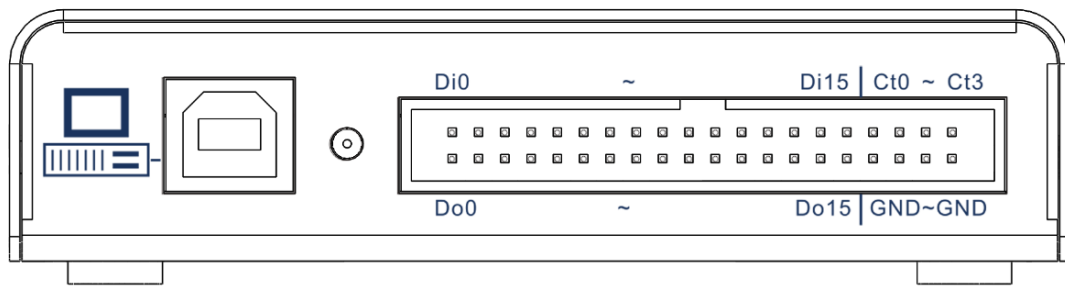 Di0 ~ Di15 | Ct0 ~ Ct3
Do0 ~ Do15 | GND~GND